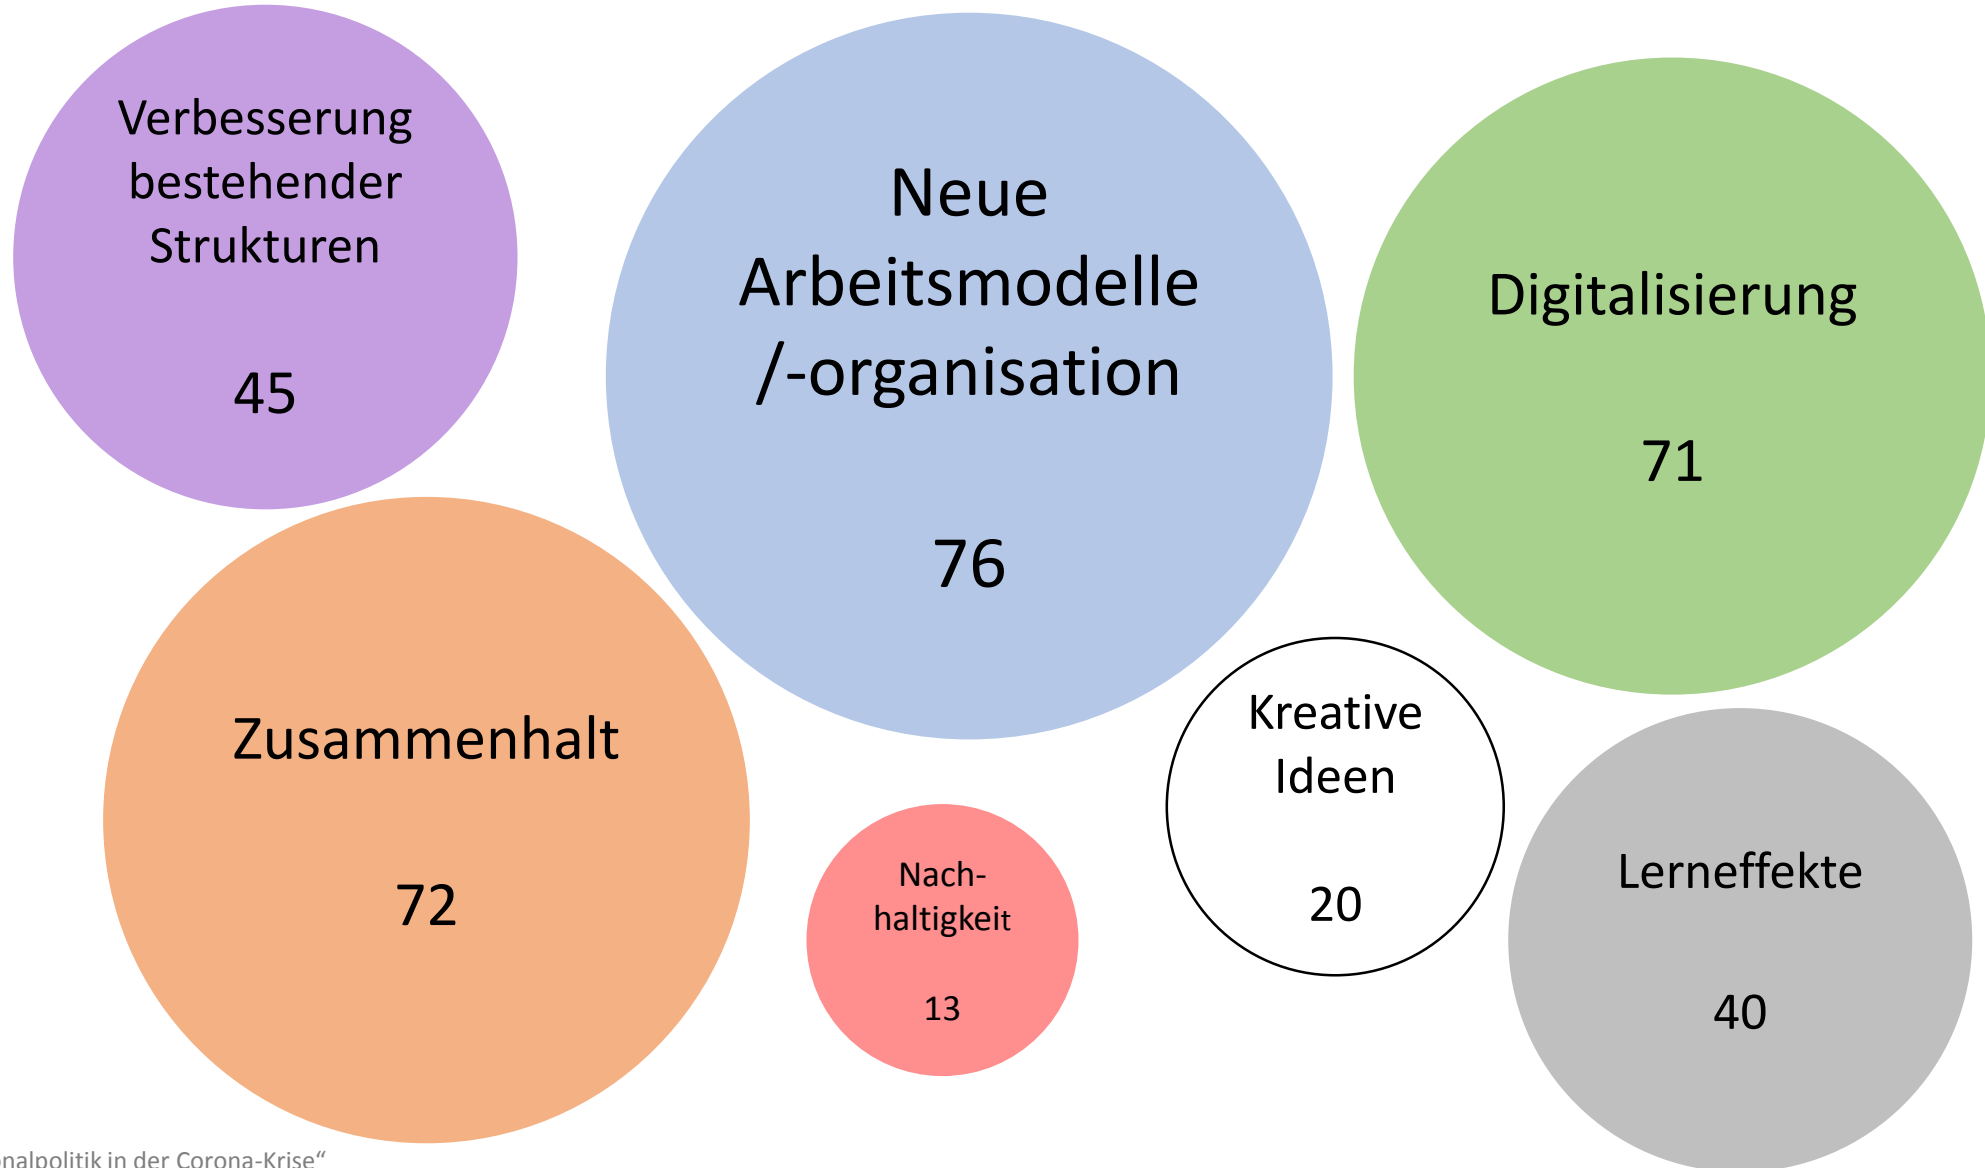 Verbesserung
bestehender
Strukturen
45
Neue
Arbeitsmodelle
/-organisation
76
Digitalisierung
71
Zusammenhalt
72
Nach-
haltigkeit
13
Kreative
Ideen
20
Lerneffekte
40
in der Corona-Krise“